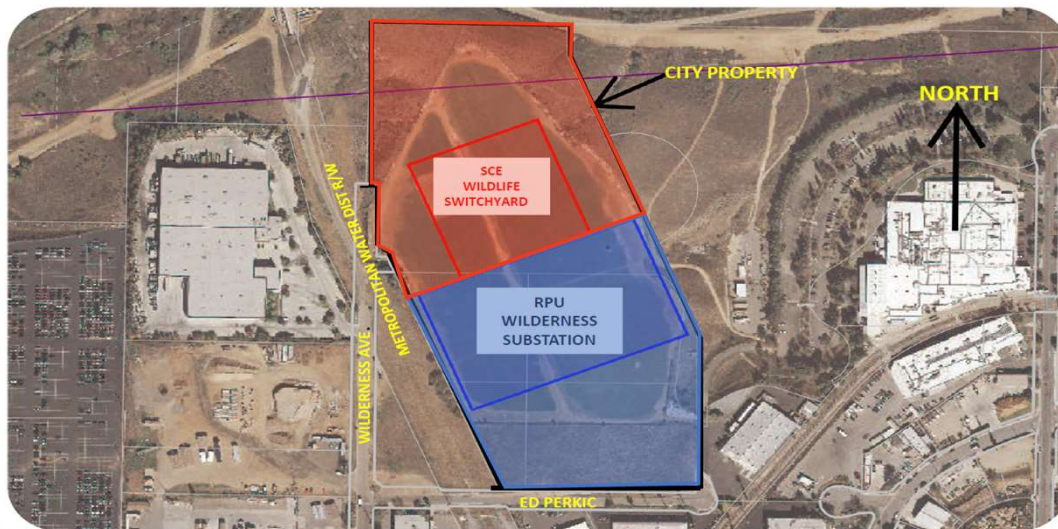 CITY PROPERTY
NORTH
SCE
WILDLIFE
SWITCHYARD
METROPOLITAN WATER DIST R/W
RPU
WILDERNESS
SUBSTATION
WILDERNESS AVE.
ED PERKIC